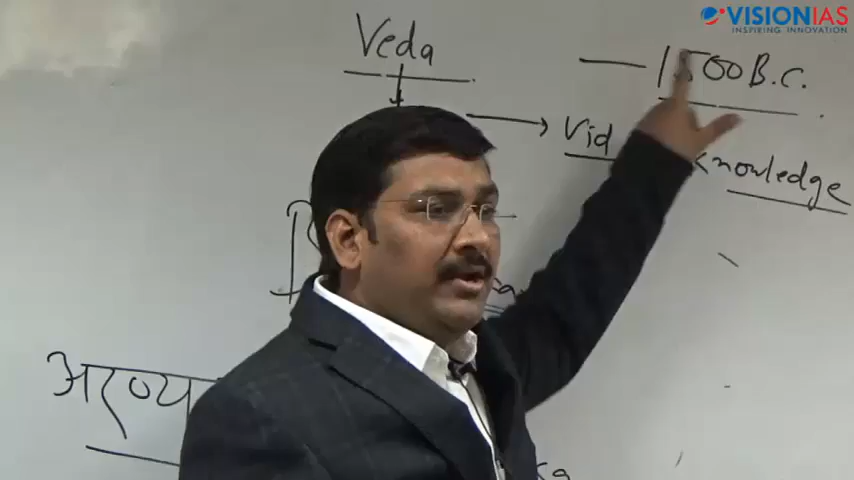 VISIONIAS
INSPIRING INNOVATION
Veda
1500 B.C.
Vid
knowledge
अरण्य